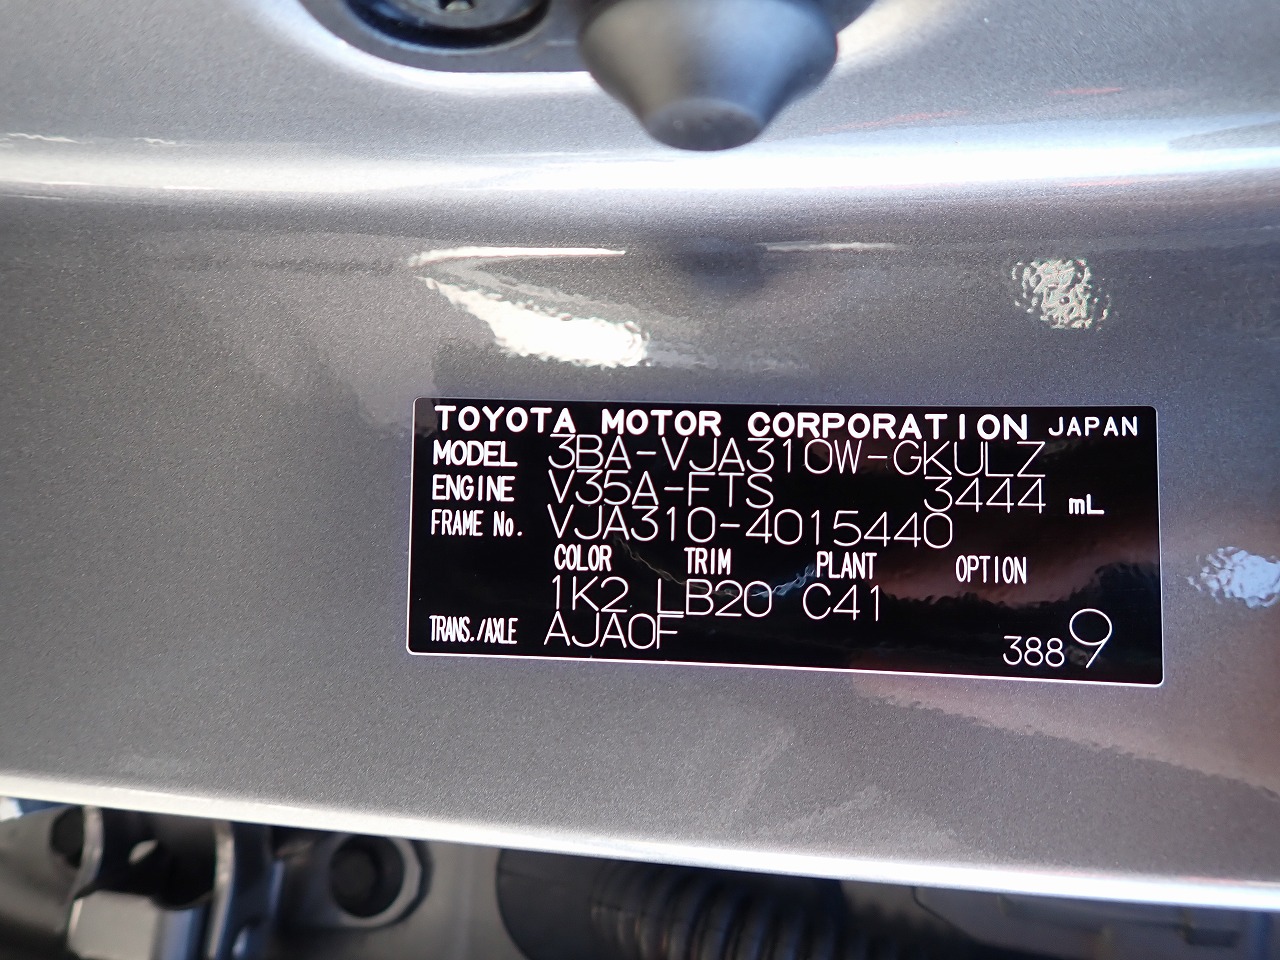 TOYOTA MOTOR CORPORATION JAPAN
MODEL 3BA-VJA310W-GKULZ
ENGINE V35A-FTS 3444 mL
FRAME No. VJA310-4015440
COLOR TRIM PLANT OPTION
1K2 LB20 C41
TRANS./AXLE AJA0F
3889